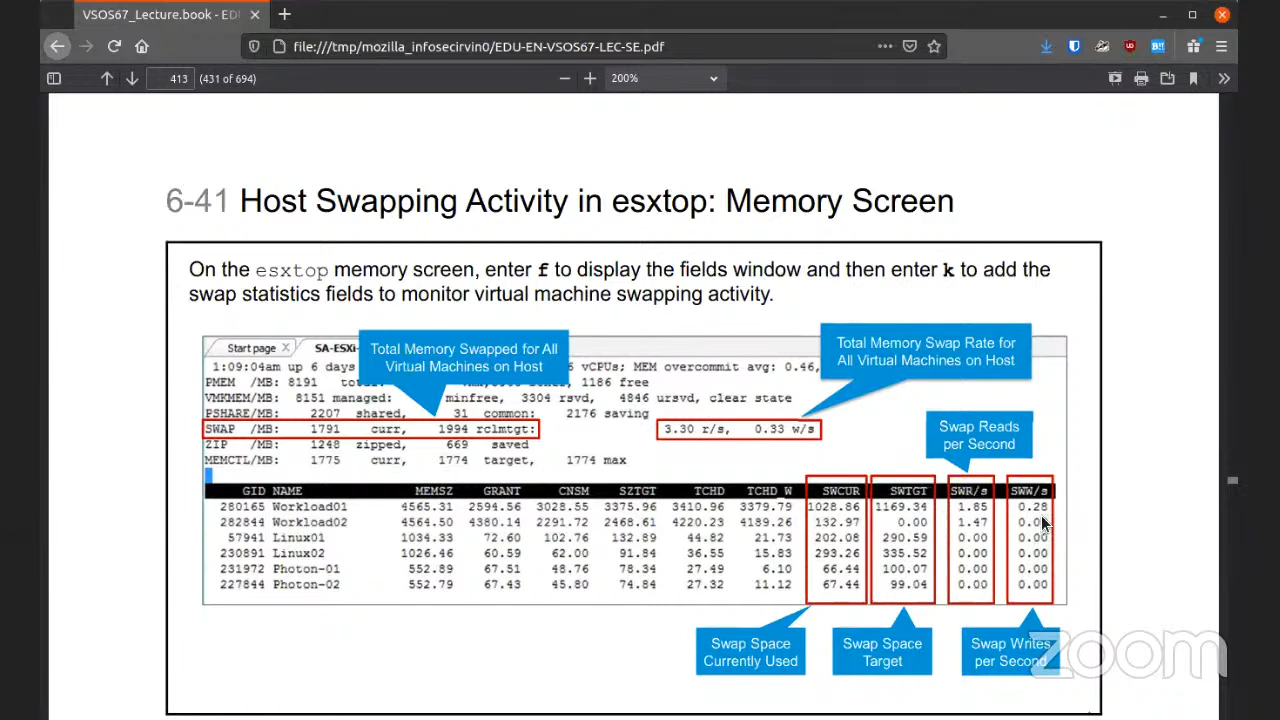 VSOS67_Lecture.book - ED
file:///tmp/mozilla_infosecirvin0/EDU-EN-VSOS67-LEC-SE.pdf
413 (431 of 694) 200%
6-41 Host Swapping Activity in esxtop: Memory Screen
On the esxtop memory screen, enter f to display the fields window and then enter k to add the
swap statistics fields to monitor virtual machine swapping activity.
Start page SA-ESXi-
Total Memory Swapped for All
Virtual Machines on Host
Total Memory Swap Rate for
All Virtual Machines on Host
1:09:04am up 6 days vCPUs; MEM overcommit avg: 0.46,
PMEM /MB: 8191 1186 free
VMKMEM/MB: 8151 managed: minfree, 3304 rsvd, 4846 ursvd, clear state
PSHARE/MB: 2207 shared, 31 common: 2176 saving
SWAP /MB: 1791 curr, 1994 rclmtgt: 3.30 r/s, 0.33 w/s
ZIP /MB: 1248 zipped, 669 saved
MEMCTL/MB: 1775 curr, 1774 target, 1774 max
Swap Reads
per Second
GID NAME MEMSZ GRANT CNSM SZTGT TCHD TCHD_W SWCUR SWTGT SWR/s SWW/s
280165 Workload01 4565.31 2594.56 3028.55 3375.96 3410.96 3379.79 1028.86 1169.34 1.85 0.28
282844 Workload02 4564.50 4380.14 2291.72 2468.61 4220.23 4189.26 132.97 0.00 1.47
57941 Linux01 1034.33 72.60 102.76 132.89 44.82 21.73 202.08 290.59 0.00 0.00
230891 Linux02 1026.46 60.59 62.00 91.84 36.55 15.83 293.26 335.52 0.00 0.00
231972 Photon-01 552.89 67.51 48.76 78.34 27.49 6.10 66.44 100.07 0.00 0.00
227844 Photon-02 552.79 67.43 45.80 74.84 27.32 11.12 67.44 99.04 0.00 0.00
Swap Space
Currently Used
Swap Space
Target
Swap Writes
per Second
zoom